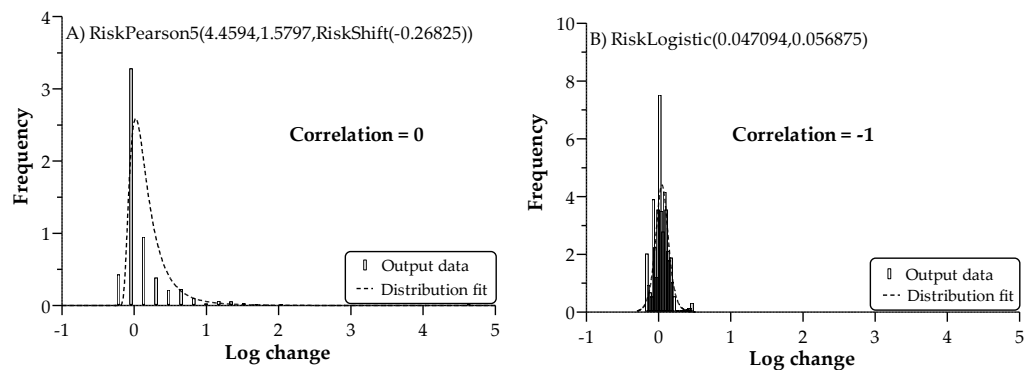 A) RiskPearson5(4.4594,1.5797,RiskShift(-0.26825))
Correlation = 0
Frequency
4
3
2
1
0
Output data
Distribution fit
-1 0 1 2 3 4 5
Log change
B) RiskLogistic(0.047094,0.056875)
Correlation = -1
Frequency
10
8
6
4
2
0
Output data
Distribution fit
-1 0 1 2 3 4 5
Log change